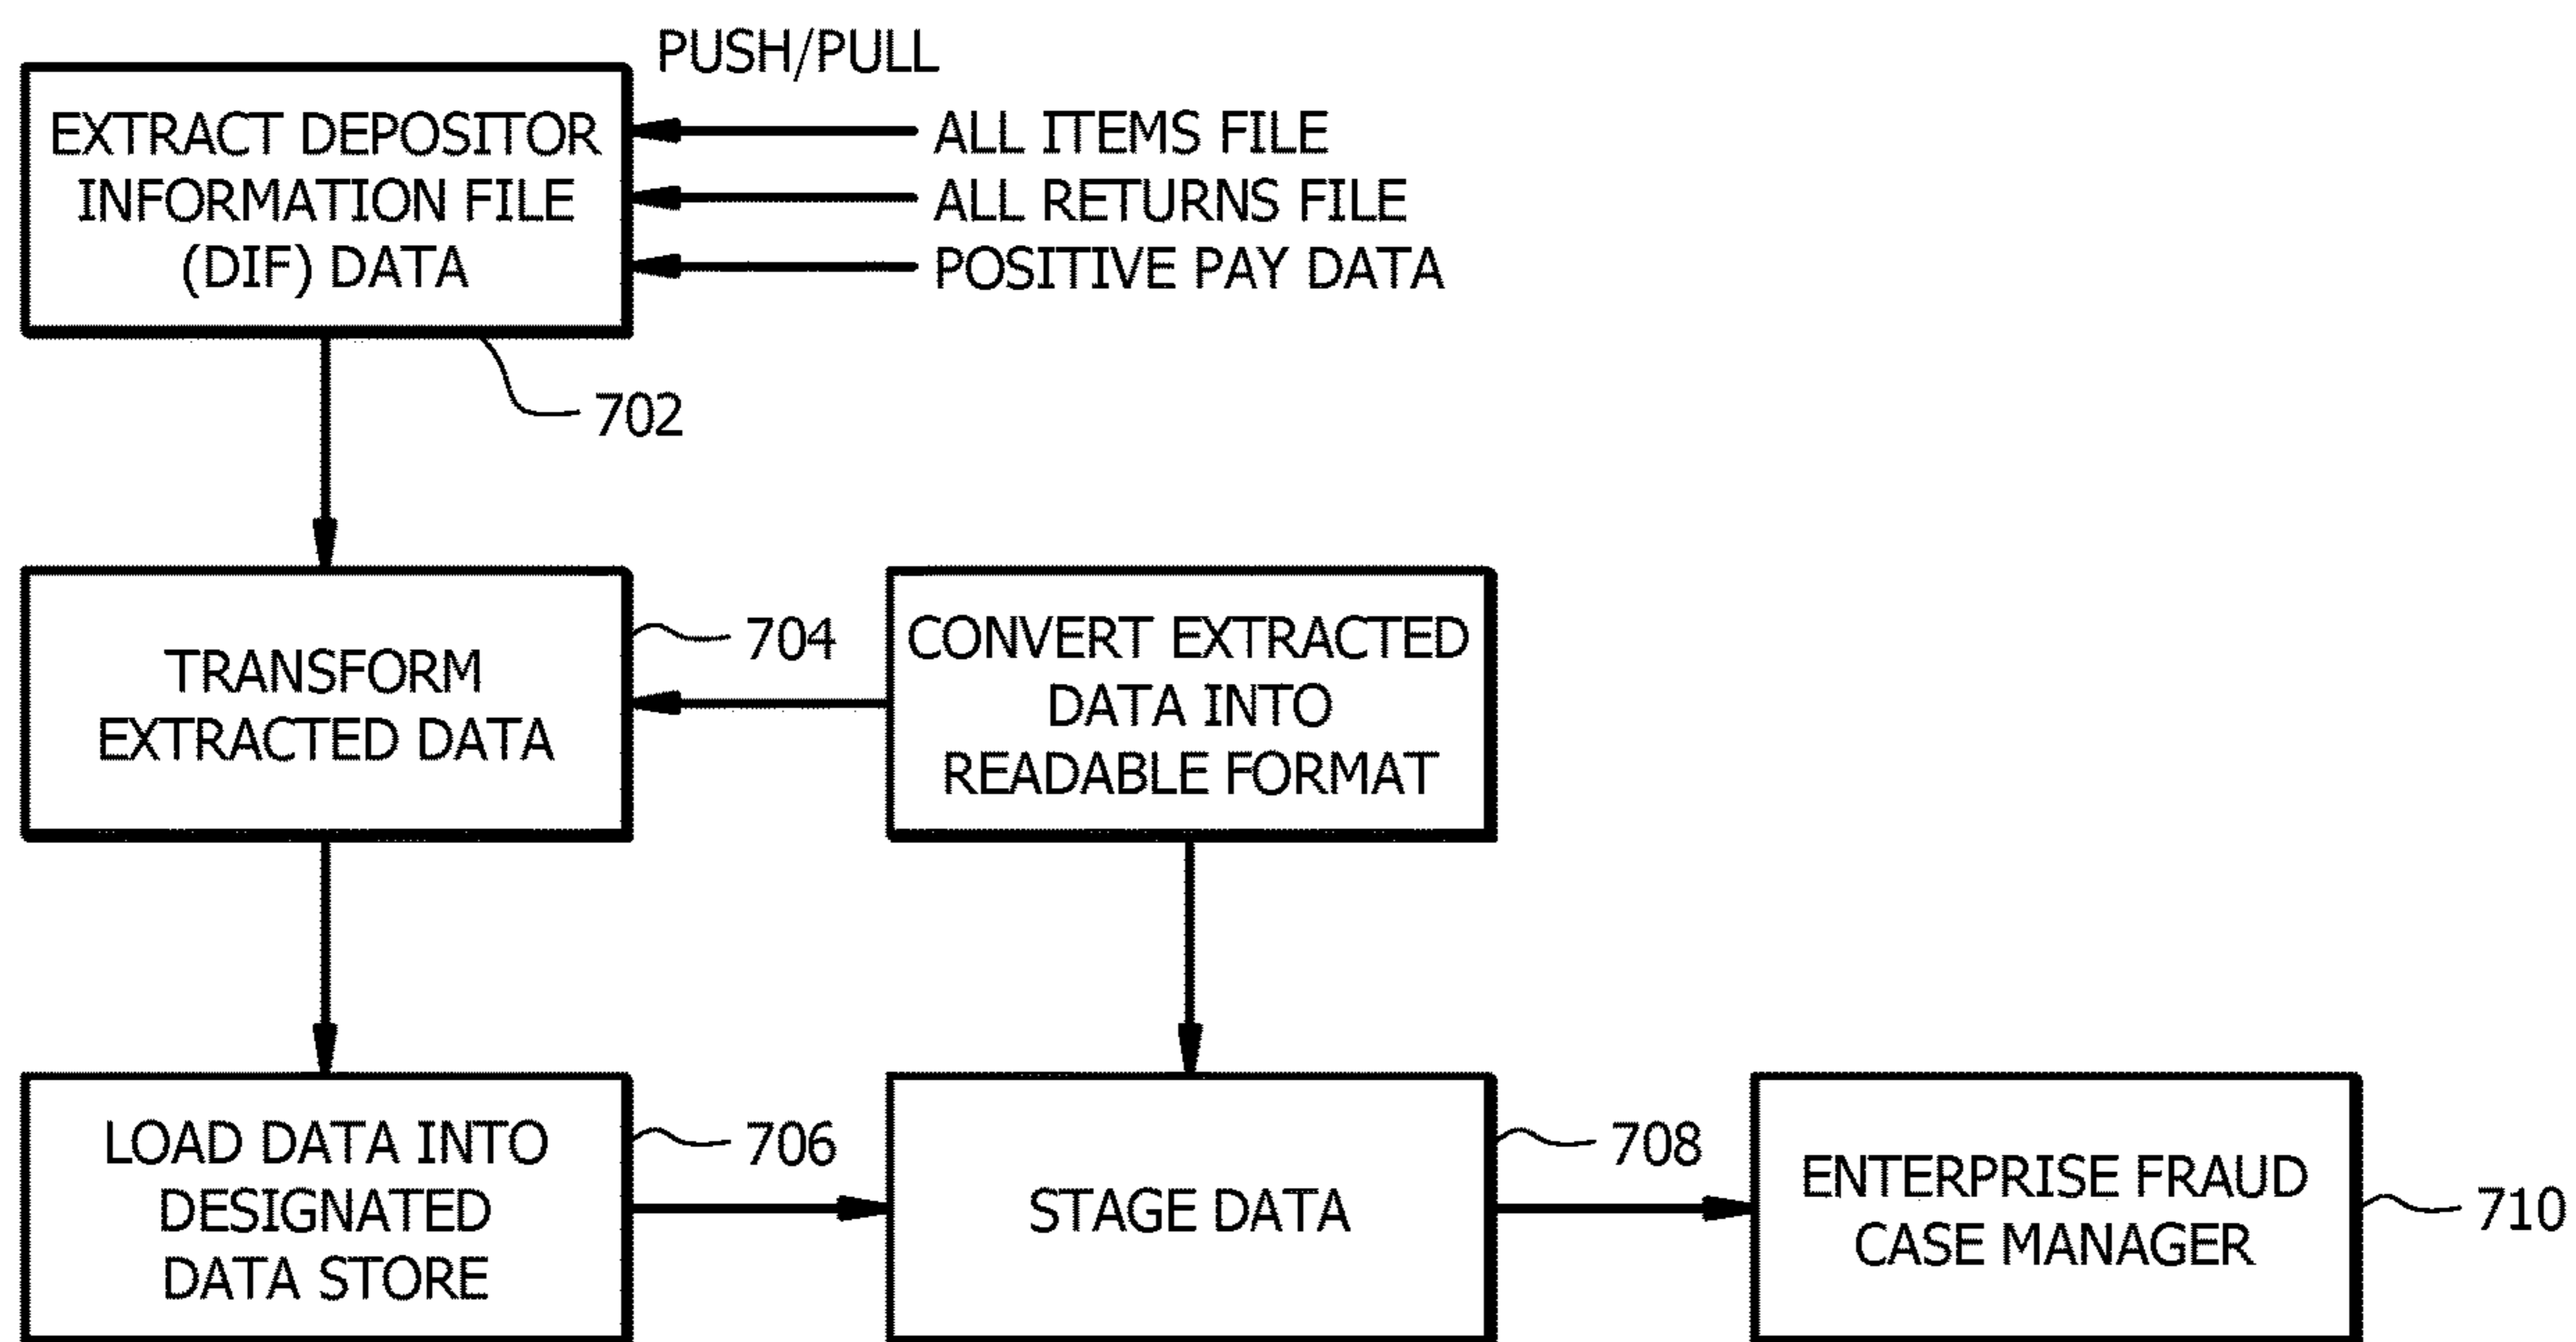 PUSH/PULL
EXTRACT DEPOSITOR
INFORMATION FILE
(DIF) DATA
ALL ITEMS FILE
ALL RETURNS FILE
POSITIVE PAY DATA
702
TRANSFORM
EXTRACTED DATA
704
CONVERT EXTRACTED
DATA INTO
READABLE FORMAT
LOAD DATA INTO
DESIGNATED
DATA STORE
706
STAGE DATA
708
ENTERPRISE FRAUD
CASE MANAGER
710